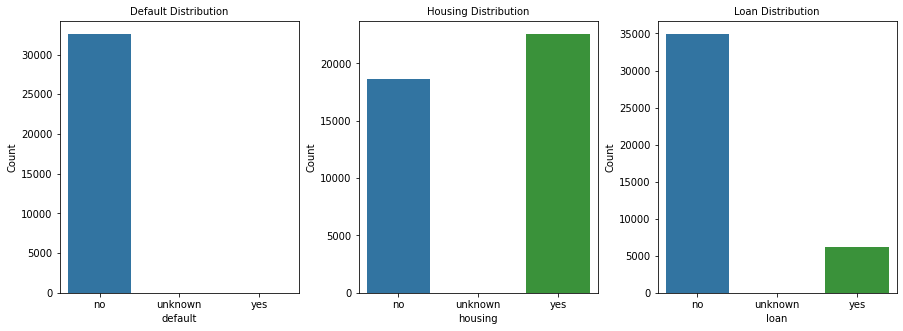 Default Distribution
Count
30000
25000
20000
15000
10000
5000
0
no unknown yes
default
Housing Distribution
Count
20000
15000
10000
5000
0
no unknown yes
housing
Loan Distribution
Count
35000
30000
25000
20000
15000
10000
5000
0
no unknown yes
loan